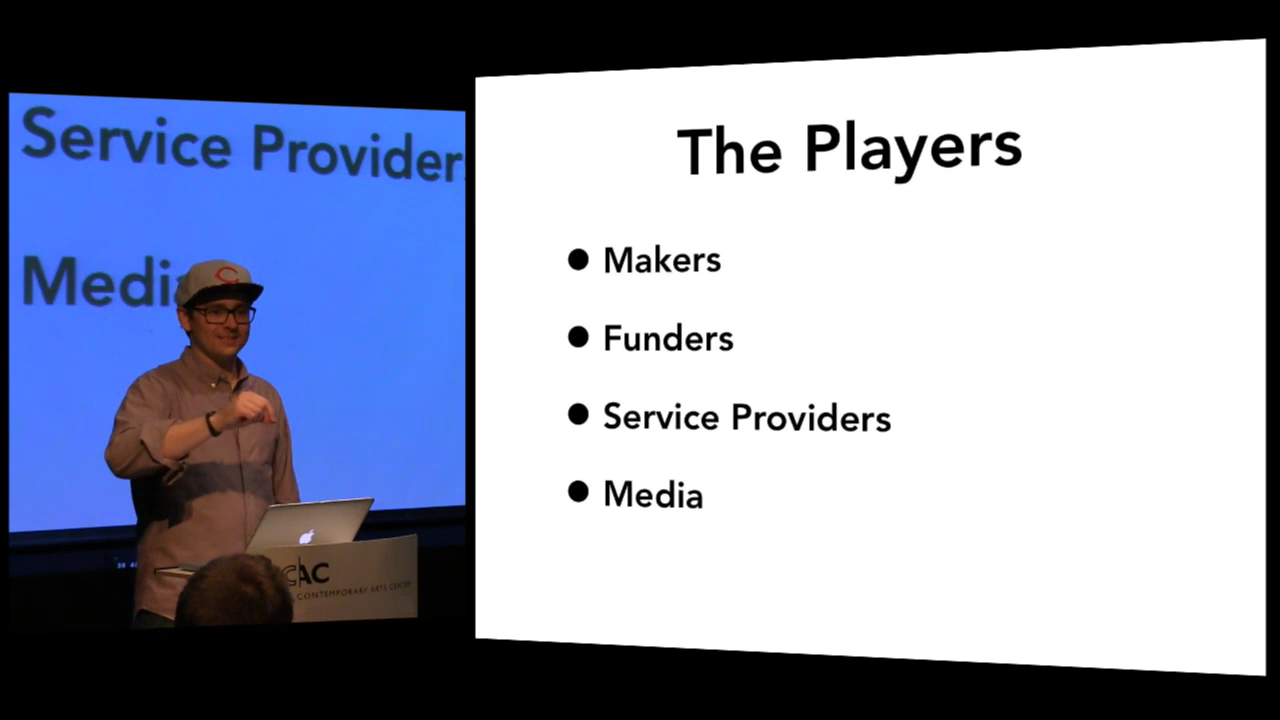 Service Provider
Medi
C
CAC
CONTEMPORARY ARTS CENTER
The Players
● Makers
● Funders
● Service Providers
● Media